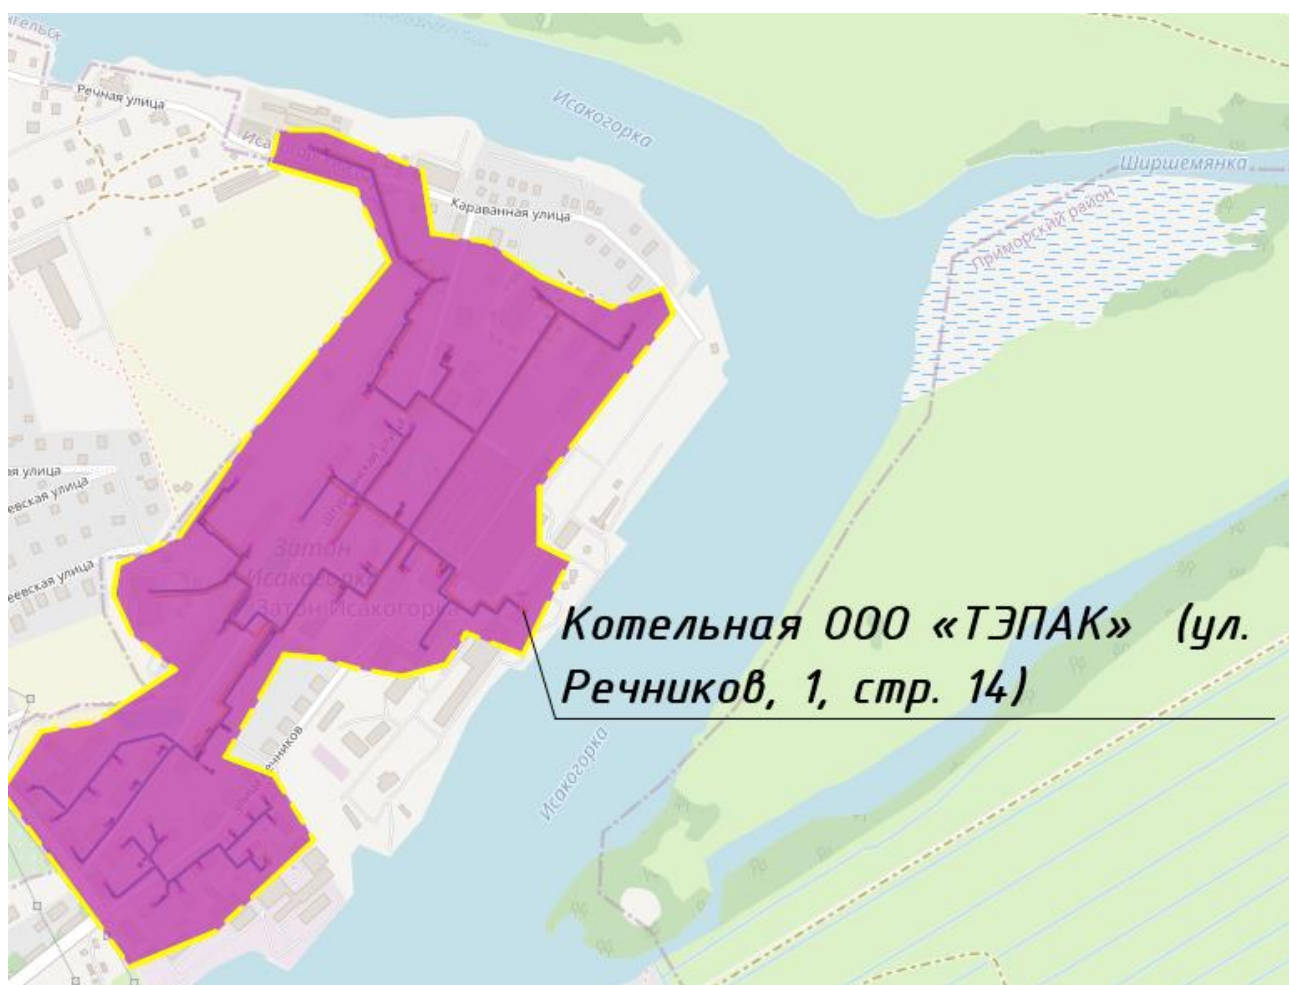 Речная улица
Исакогорка
Ширшемянка
Приморский район
Караванная улица
Затон
Исакогорка
Затон Исакогорка
Котельная ООО «ТЭПАК» (ул.
Речников, 1, стр. 14)
Исакогорка